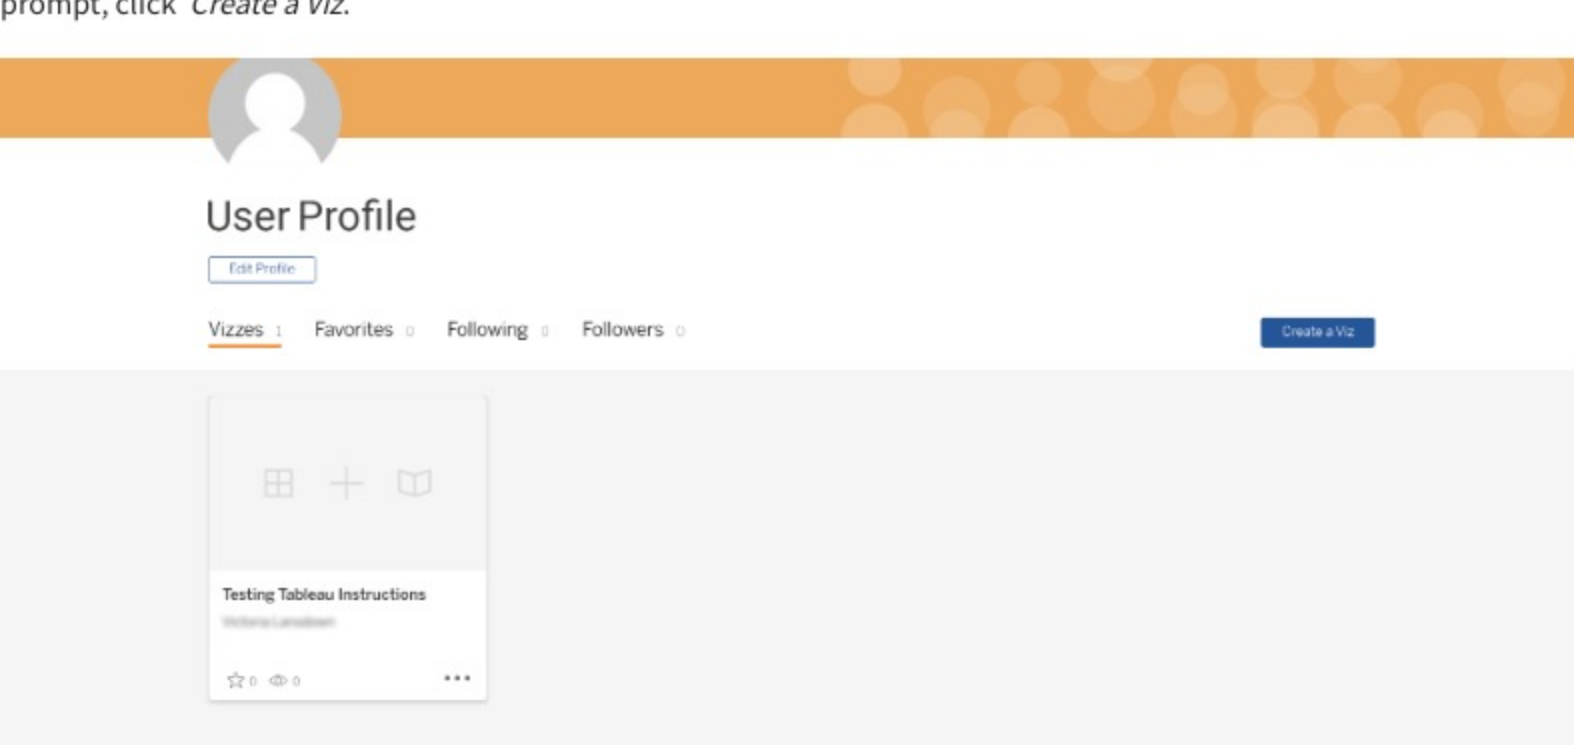 prompt, click 'Create a Viz.
User Profile
Edit Profile
Vizzes 1 Favorites 0 Following 0 Followers 0
Create a Viz
Testing Tableau Instructions
0 0